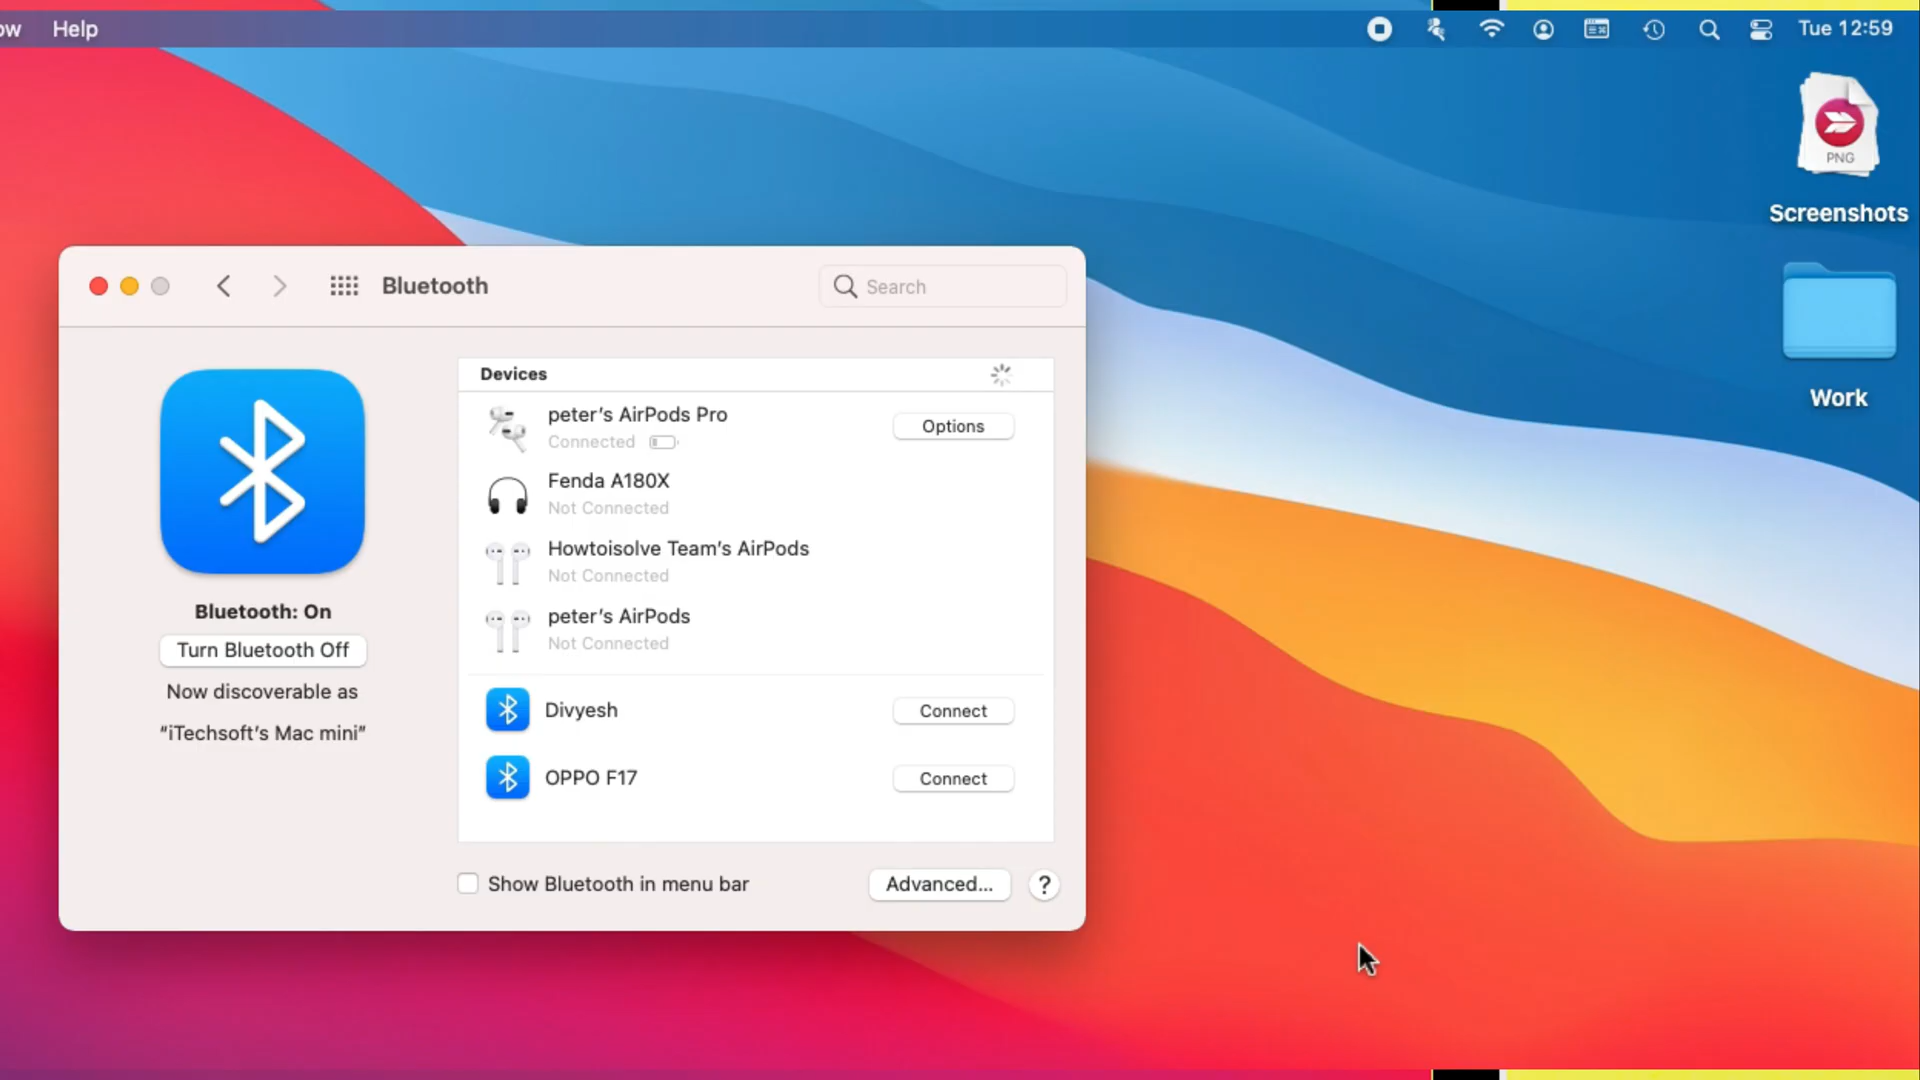 ow Help Tue 12:59
PNG
Screenshots
Work
Bluetooth
Search
Devices
peter's AirPods Pro
Connected
Options
Fenda A180X
Not Connected
Howtoisolve Team's AirPods
Not Connected
peter's AirPods
Not Connected
Divyesh
Connect
OPPO F17
Connect
Bluetooth: On
Turn Bluetooth Off
Now discoverable as
“iTechsoft's Mac mini”
Show Bluetooth in menu bar
Advanced...
?